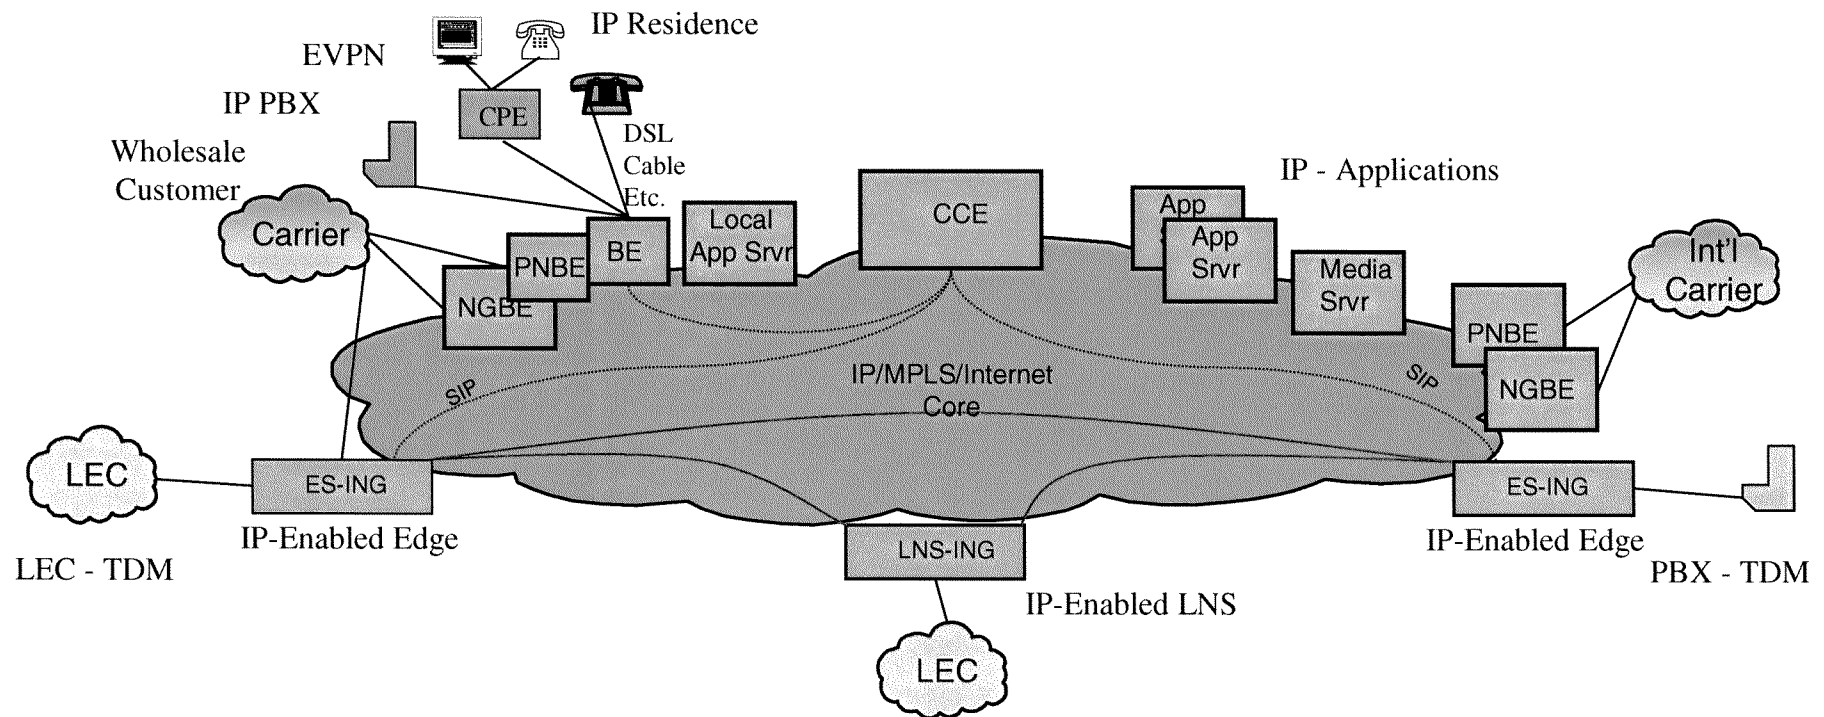 IP Residence
EVPN
IP PBX
CPE
DSL
Cable
Etc.
Wholesale
Customer
Carrier
NGBE
PNBE
BE
Local
App Srvr
CCE
IP - Applications
App
App
Srvr
Media
Srvr
Int'l
Carrier
PNBE
NGBE
IP/MPLS/Internet
Core
SIP
SIP
LEC
ES-ING
IP-Enabled Edge
LEC - TDM
LNS-ING
IP-Enabled LNS
LEC
ES-ING
IP-Enabled Edge
PBX - TDM